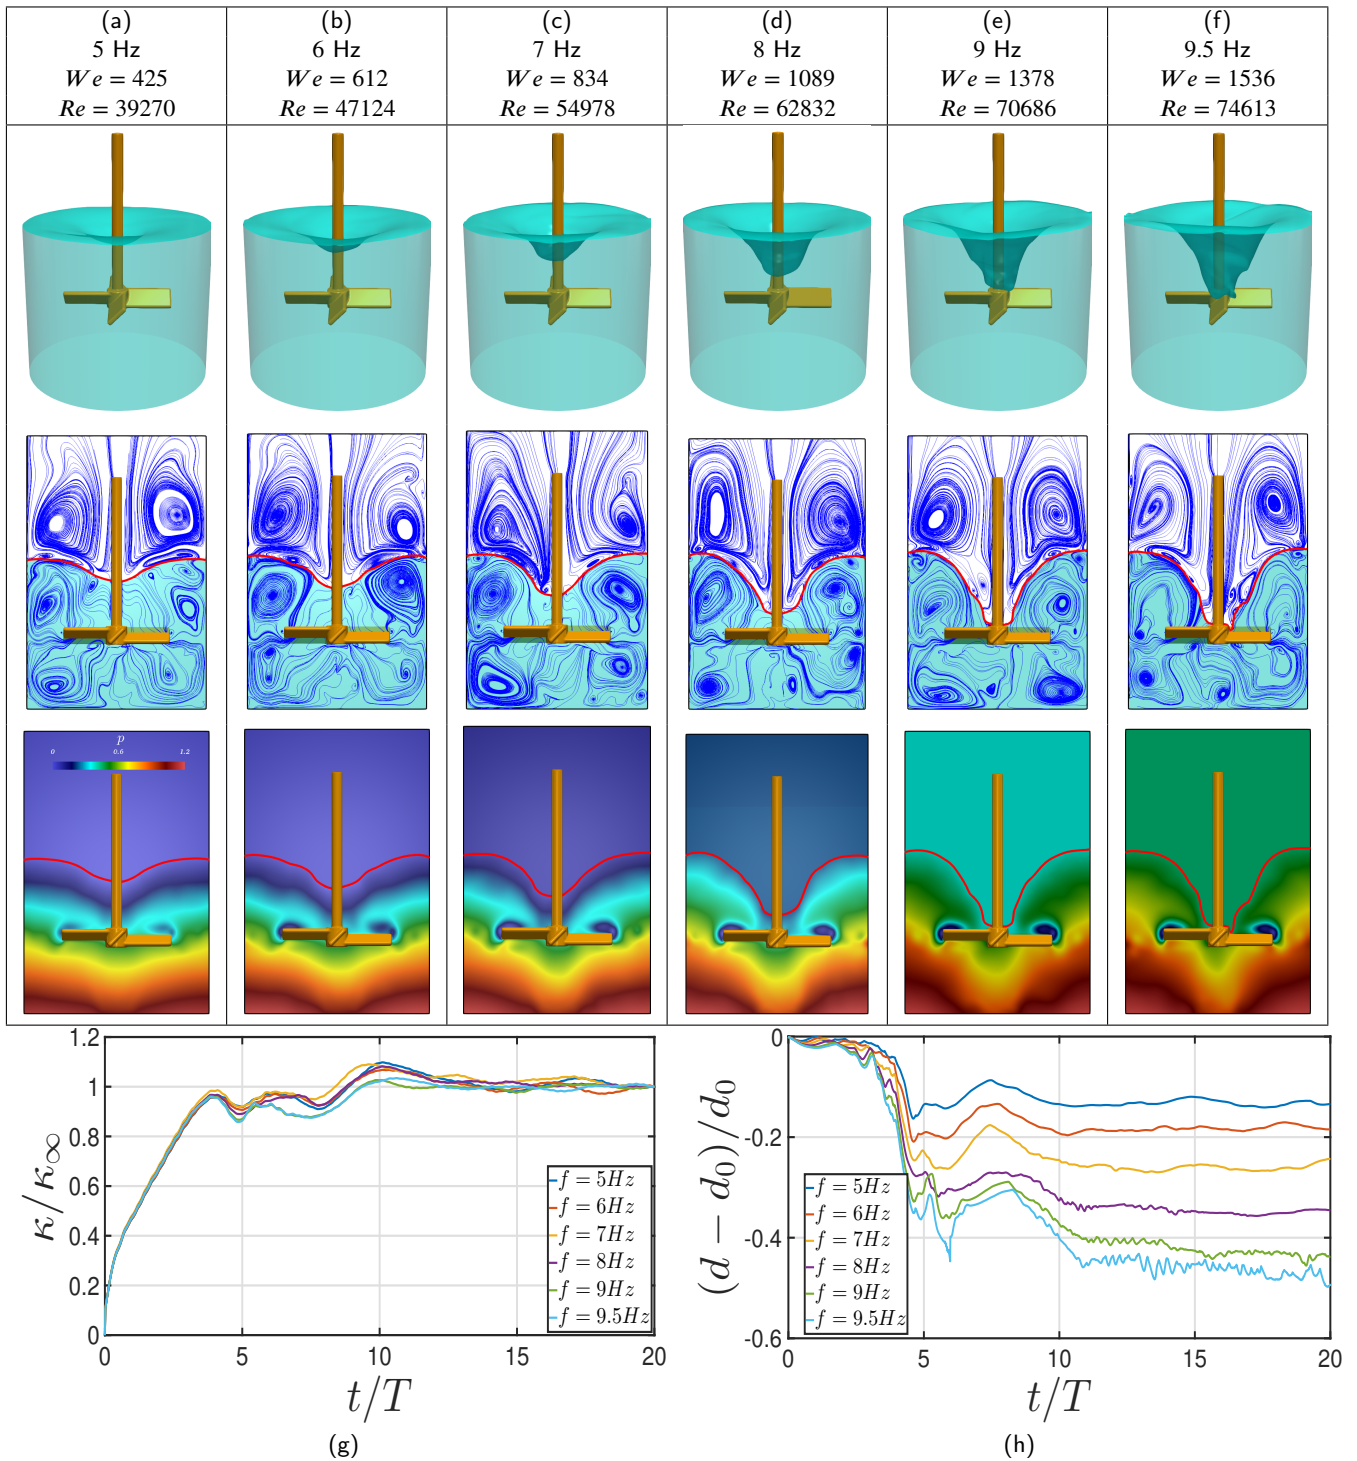 (a) (b) (c) (d) (e) (f)
5 Hz 6 Hz 7 Hz 8 Hz 9 Hz 9.5 Hz
We = 425 We = 612 We = 834 We = 1089 We = 1378 We = 1536
Re = 39270 Re = 47124 Re = 54978 Re = 62832 Re = 70686 Re = 74613
p
0 0.6 1.2
1.2
1
0.8
0.6
0.4
0.2
0
κ/κ∞
f = 5Hz
f = 6Hz
f = 7Hz
f = 8Hz
f = 9Hz
f = 9.5Hz
0 5 10 15 20
t/T
(g)
0
-0.2
-0.4
-0.6
(d − d₀)/d₀
f = 5Hz
f = 6Hz
f = 7Hz
f = 8Hz
f = 9Hz
f = 9.5Hz
0 5 10 15 20
t/T
(h)